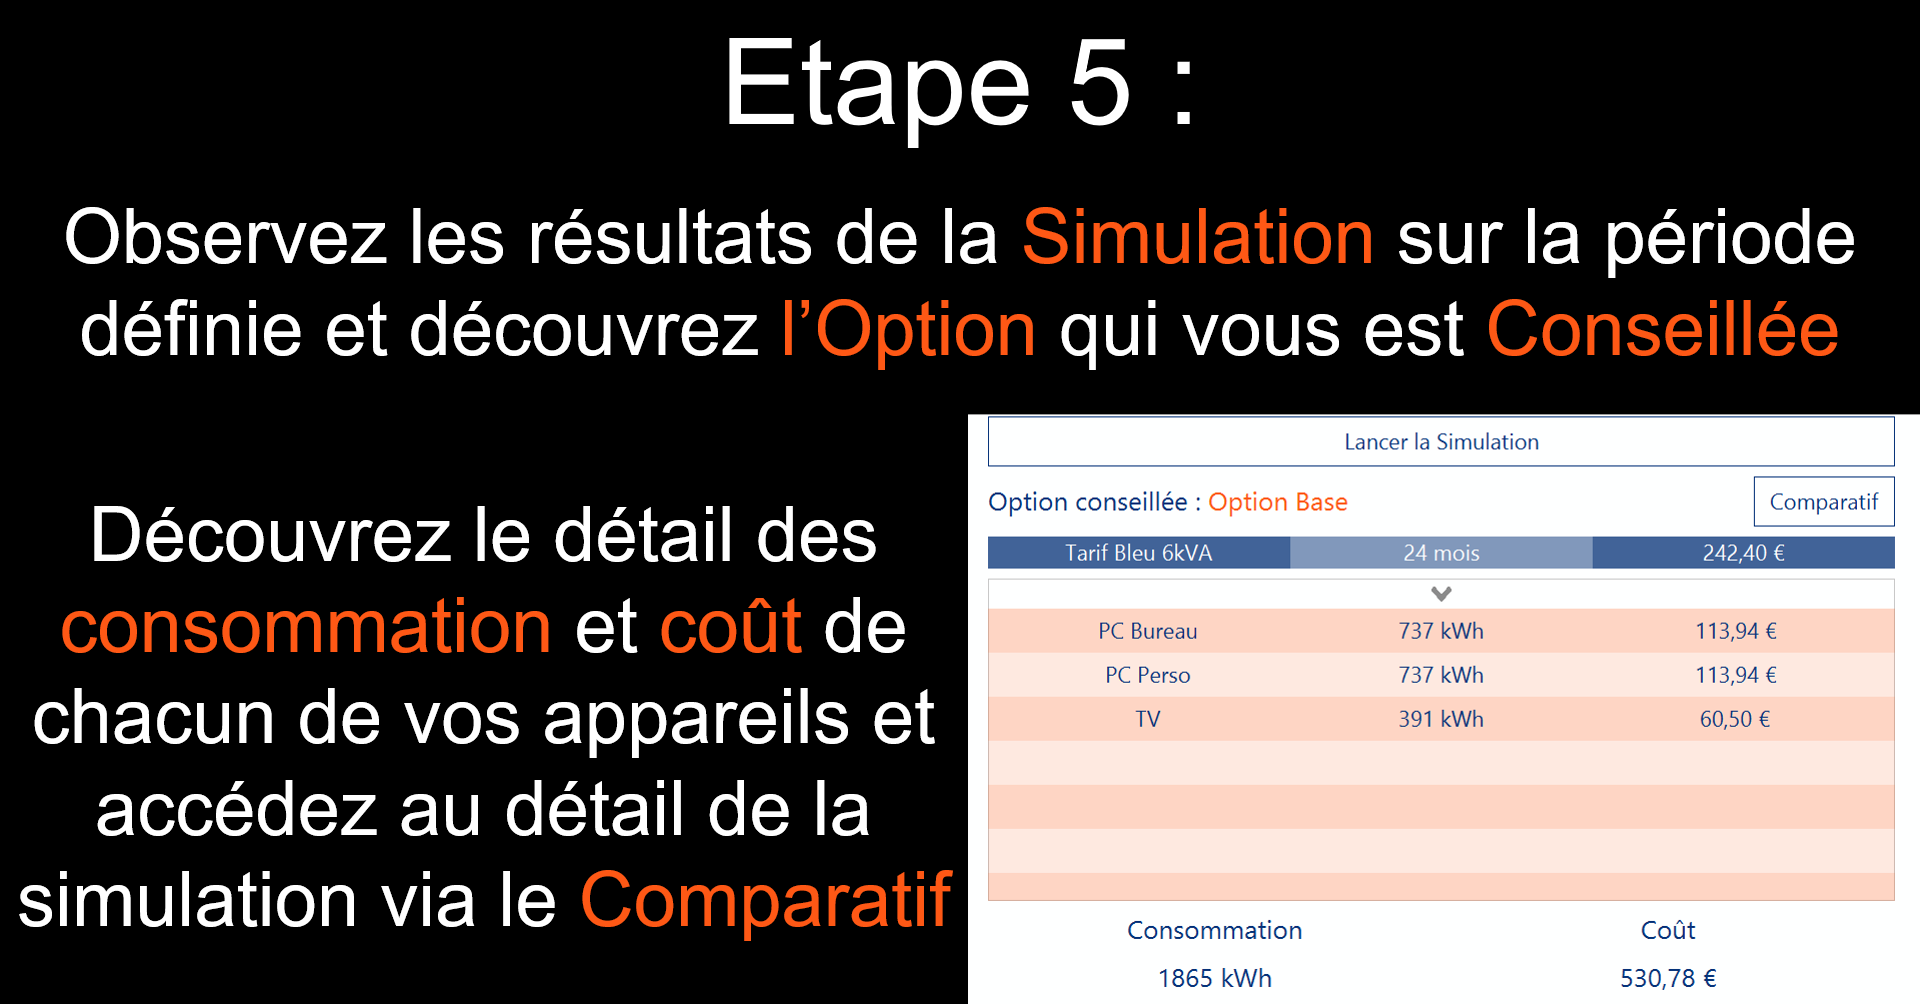 Etape 5 :
Observez les résultats de la Simulation sur la période
définie et découvrez l’Option qui vous est Conseillée
Découvrez le détail des
consommation et coût de
chacun de vos appareils et
accédez au détail de la
simulation via le Comparatif
Lancer la Simulation
Option conseillée : Option Base
Comparatif
Tarif Bleu 6kVA 24 mois 242,40 €
PC Bureau 737 kWh 113,94 €
PC Perso 737 kWh 113,94 €
TV 391 kWh 60,50 €
Consommation Coût
1865 kWh 530,78 €